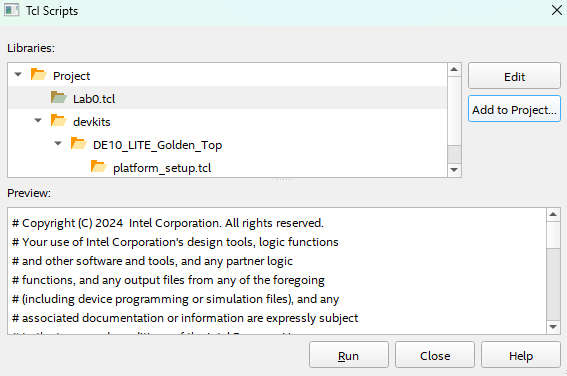 Tcl Scripts
Libraries:
Project
Lab0.tcl
devkits
DE10_LITE_Golden_Top
platform_setup.tcl
Edit
Add to Project...
Preview:
# Copyright (C) 2024  Intel Corporation. All rights reserved.
# Your use of Intel Corporation's design tools, logic functions
# and other software and tools, and any partner logic
# functions, and any output files from any of the foregoing
# (including device programming or simulation files), and any
# associated documentation or information are expressly subject
Run
Close
Help